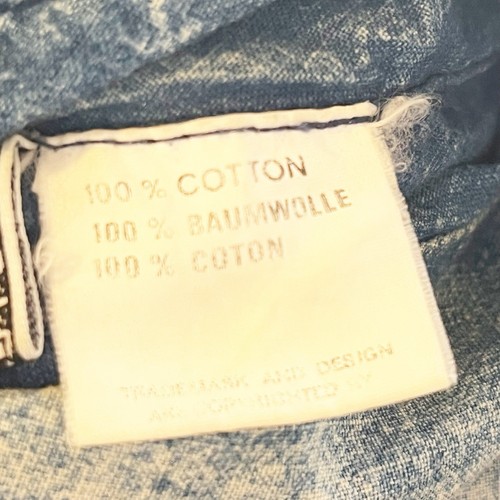 100 % COTTON
100 % BAUMWOLLE
100 % COTON
TRADEMARK AND DESIGN
ARE COPYRIGHTED BY